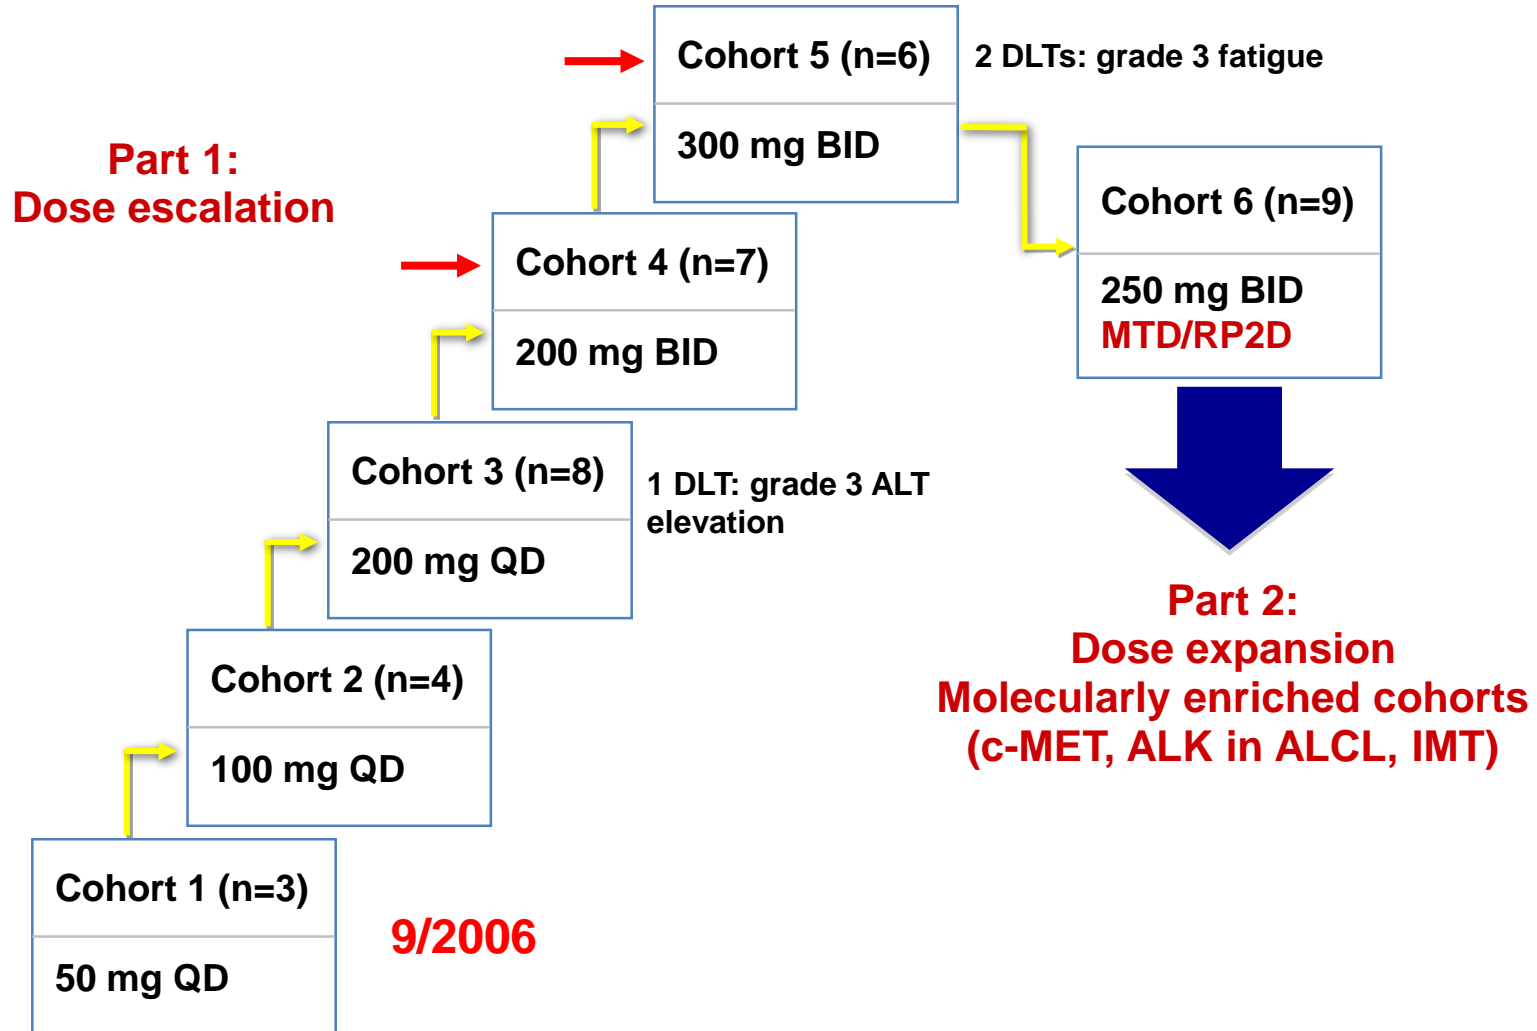 Cohort 5 (n=6)
2 DLTs: grade 3 fatigue
300 mg BID
Part 1:
Dose escalation
Cohort 6 (n=9)
250 mg BID
MTD/RP2D
Cohort 4 (n=7)
200 mg BID
Cohort 3 (n=8)
1 DLT: grade 3 ALT
elevation
200 mg QD
Part 2:
Dose expansion
Molecularly enriched cohorts
(c-MET, ALK in ALCL, IMT)
Cohort 2 (n=4)
100 mg QD
Cohort 1 (n=3)
9/2006
50 mg QD